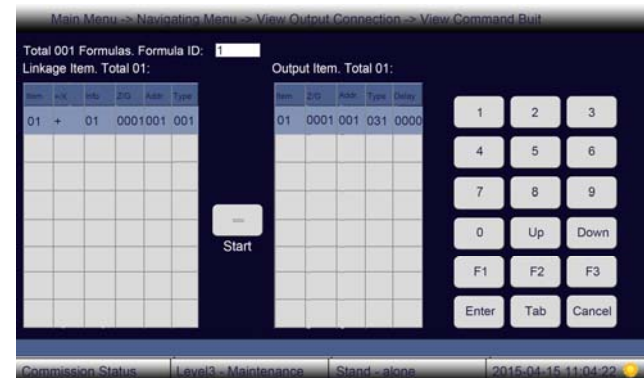 Main Menu -> Navigating Menu -> View Output Connection -> View Command Buit
Total 001 Formulas. Formula ID: 1
Linkage Item. Total 01:
Output Item. Total 01:
Item +/X Info Z/G Addr Type
01 + 01 0001 001 001
Item Z/G Addr Type Delay
01 0001 001 031 0000
=
Start
1 2 3
4 5 6
7 8 9
0 Up Down
F1 F2 F3
Enter Tab Cancel
Commission Status Level3 - Maintenance Stand - alone 2015-04-15 11:04:22